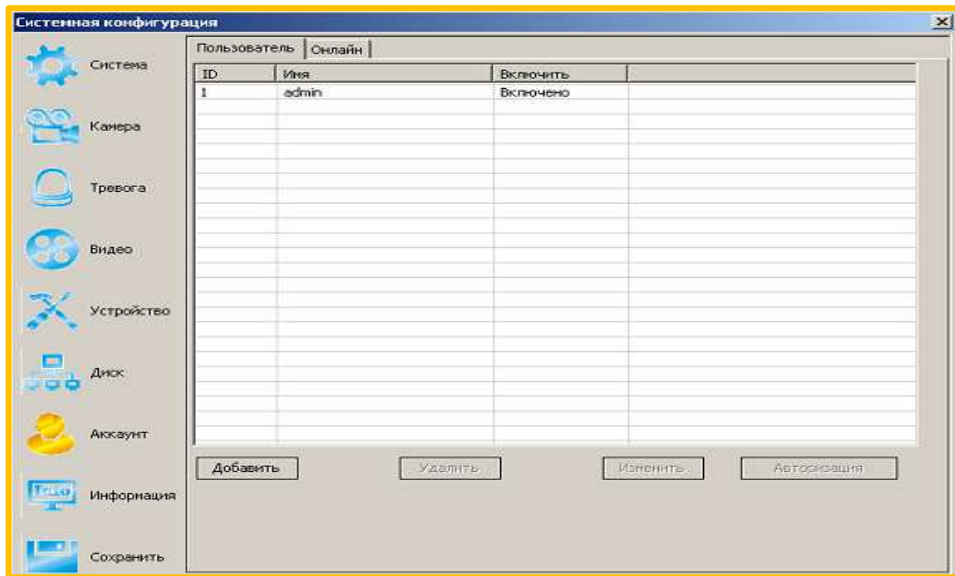 Системная конфигурация
Система
Камера
Тревога
Видео
Устройство
Диск
Аккаунт
Информация
Сохранить
Пользователь Онлайн
ID Имя Включить
1 admin Включено
Добавить Удалить Изменить Авторизация